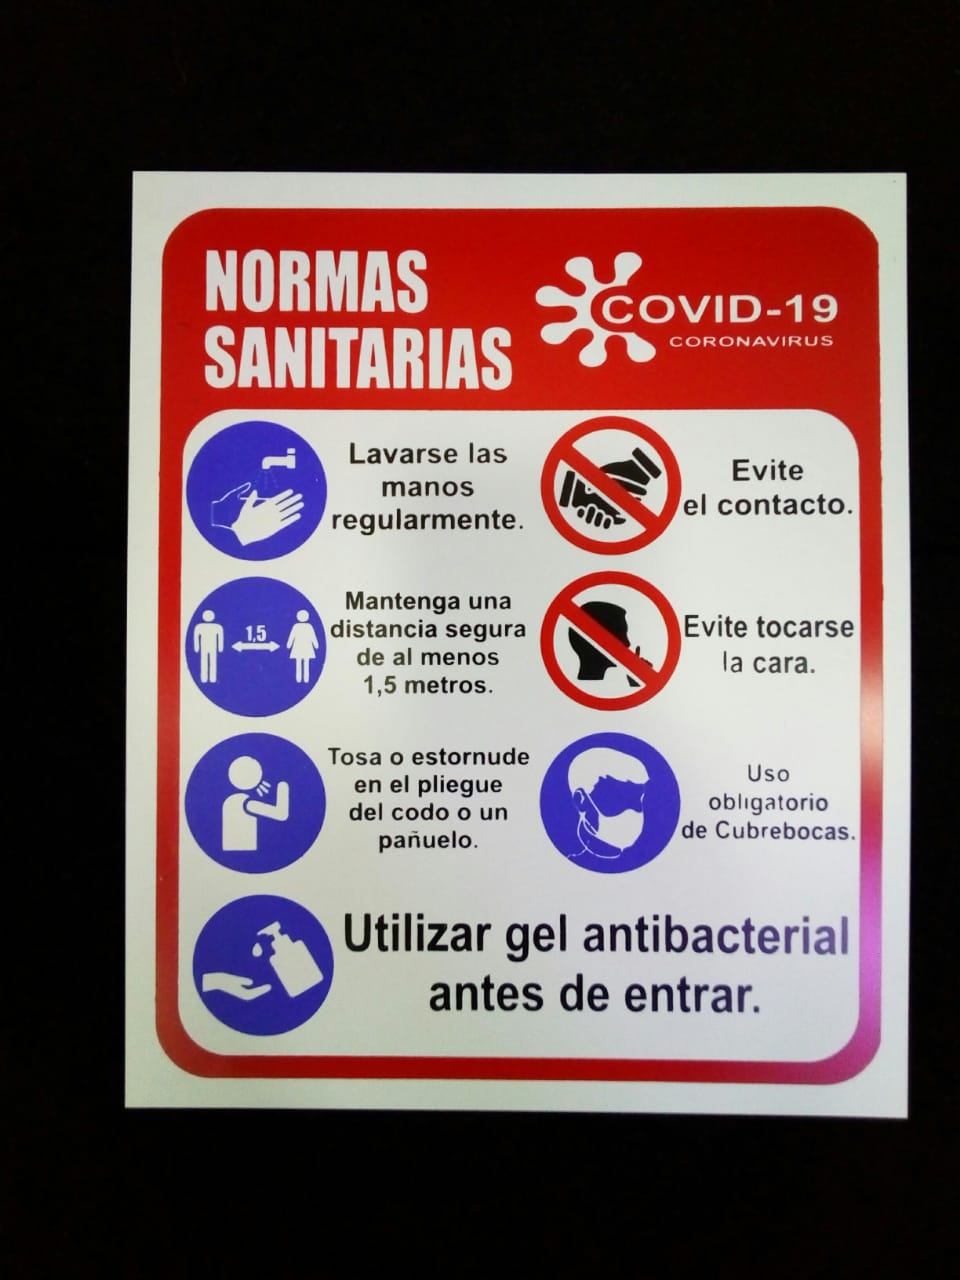 NORMAS
SANITARIAS
COVID-19
CORONAVIRUS
Lavarse las
manos
regularmente.
Evite
el contacto.
1,5
Mantenga una
distancia segura
de al menos
1,5 metros.
Evite tocarse
la cara.
Tosa o estornude
en el pliegue
del codo o un
pañuelo.
Uso
obligatorio
de Cubrebocas.
Utilizar gel antibacterial
antes de entrar.